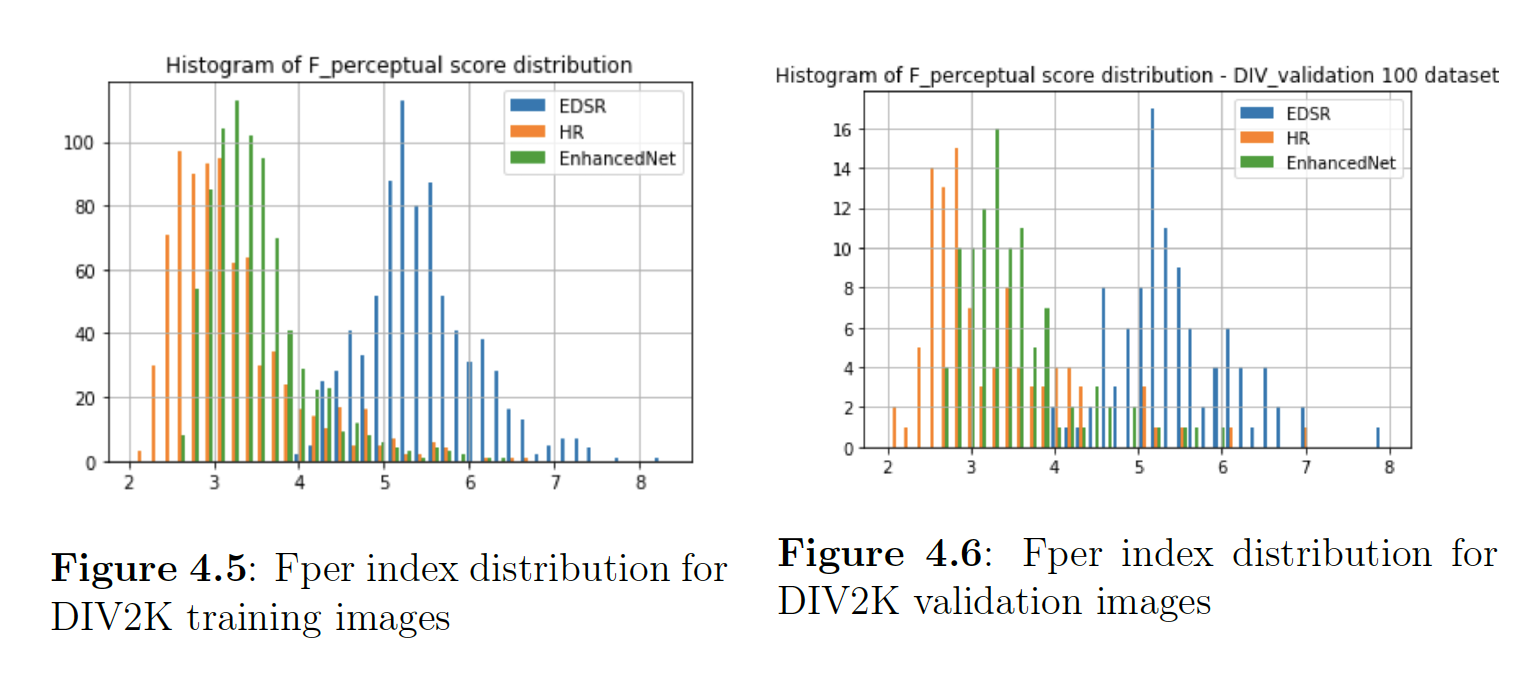 Histogram of F_perceptual score distribution
EDSR
HR
EnhancedNet
100
80
60
40
20
0
2 3 4 5 6 7 8
Figure 4.5: Fper index distribution for
DIV2K training images
Histogram of F_perceptual score distribution - DIV_validation 100 dataset
EDSR
HR
EnhancedNet
16
14
12
10
8
6
4
2
0
2 3 4 5 6 7 8
Figure 4.6: Fper index distribution for
DIV2K validation images